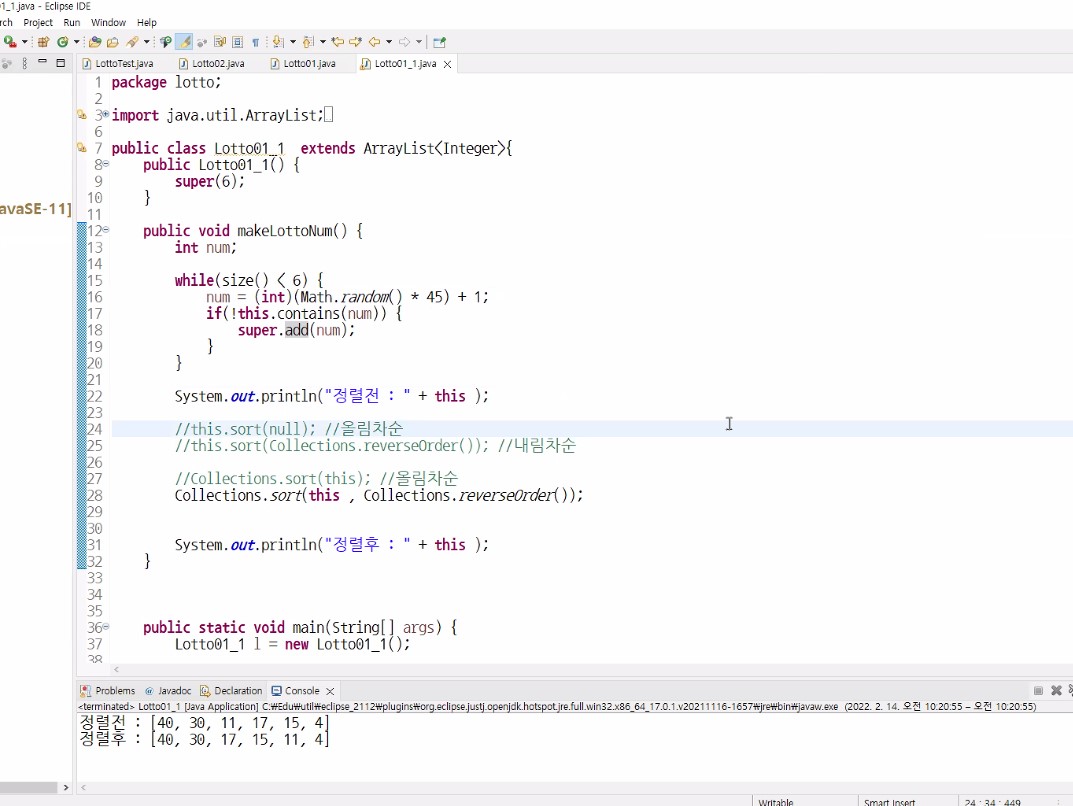 1_1.java - Eclipse IDE
rch Project Run Window Help
LottoTest.java Lotto02.java Lotto01.java Lotto01_1.java
avaSE-11]
1 package lotto;
2
3 import java.util.ArrayList;
6
7 public class Lotto01_1 extends ArrayList<Integer>{
8 public Lotto01_1() {
9 super(6);
10 }
11
12 public void makeLottoNum() {
13 int num;
14
15 while(size() < 6) {
16 num = (int)(Math.random() * 45) + 1;
17 if(!this.contains(num)) {
18 super.add(num);
19 }
20 }
21
22 System.out.println("정렬전 : " + this );
23
24 //this.sort(null); //올림차순
25 //this.sort(Collections.reverseOrder()); //내림차순
26
27 //Collections.sort(this); //올림차순
28 Collections.sort(this , Collections.reverseOrder());
29
30
31 System.out.println("정렬후 : " + this );
32 }
33
34
35
36 public static void main(String[] args) {
37 Lotto01_1 l = new Lotto01_1();
38
Problems Javadoc Declaration Console
<terminated> Lotto01_1 [Java Application] C:₩Edu₩util₩eclipse_2112₩plugins₩org.eclipse.justj.openjdk.hotspot.jre.full.win32.x86_64_17.0.1.v20211116-1657₩jre₩bin₩javaw.exe (2022. 2. 14. 오전 10:20:55 – 오전 10:20:55)
정렬전 : [40, 30, 11, 17, 15, 4]
정렬후 : [40, 30, 17, 15, 11, 4]
Writable Smart Insert 24 : 34 : 449